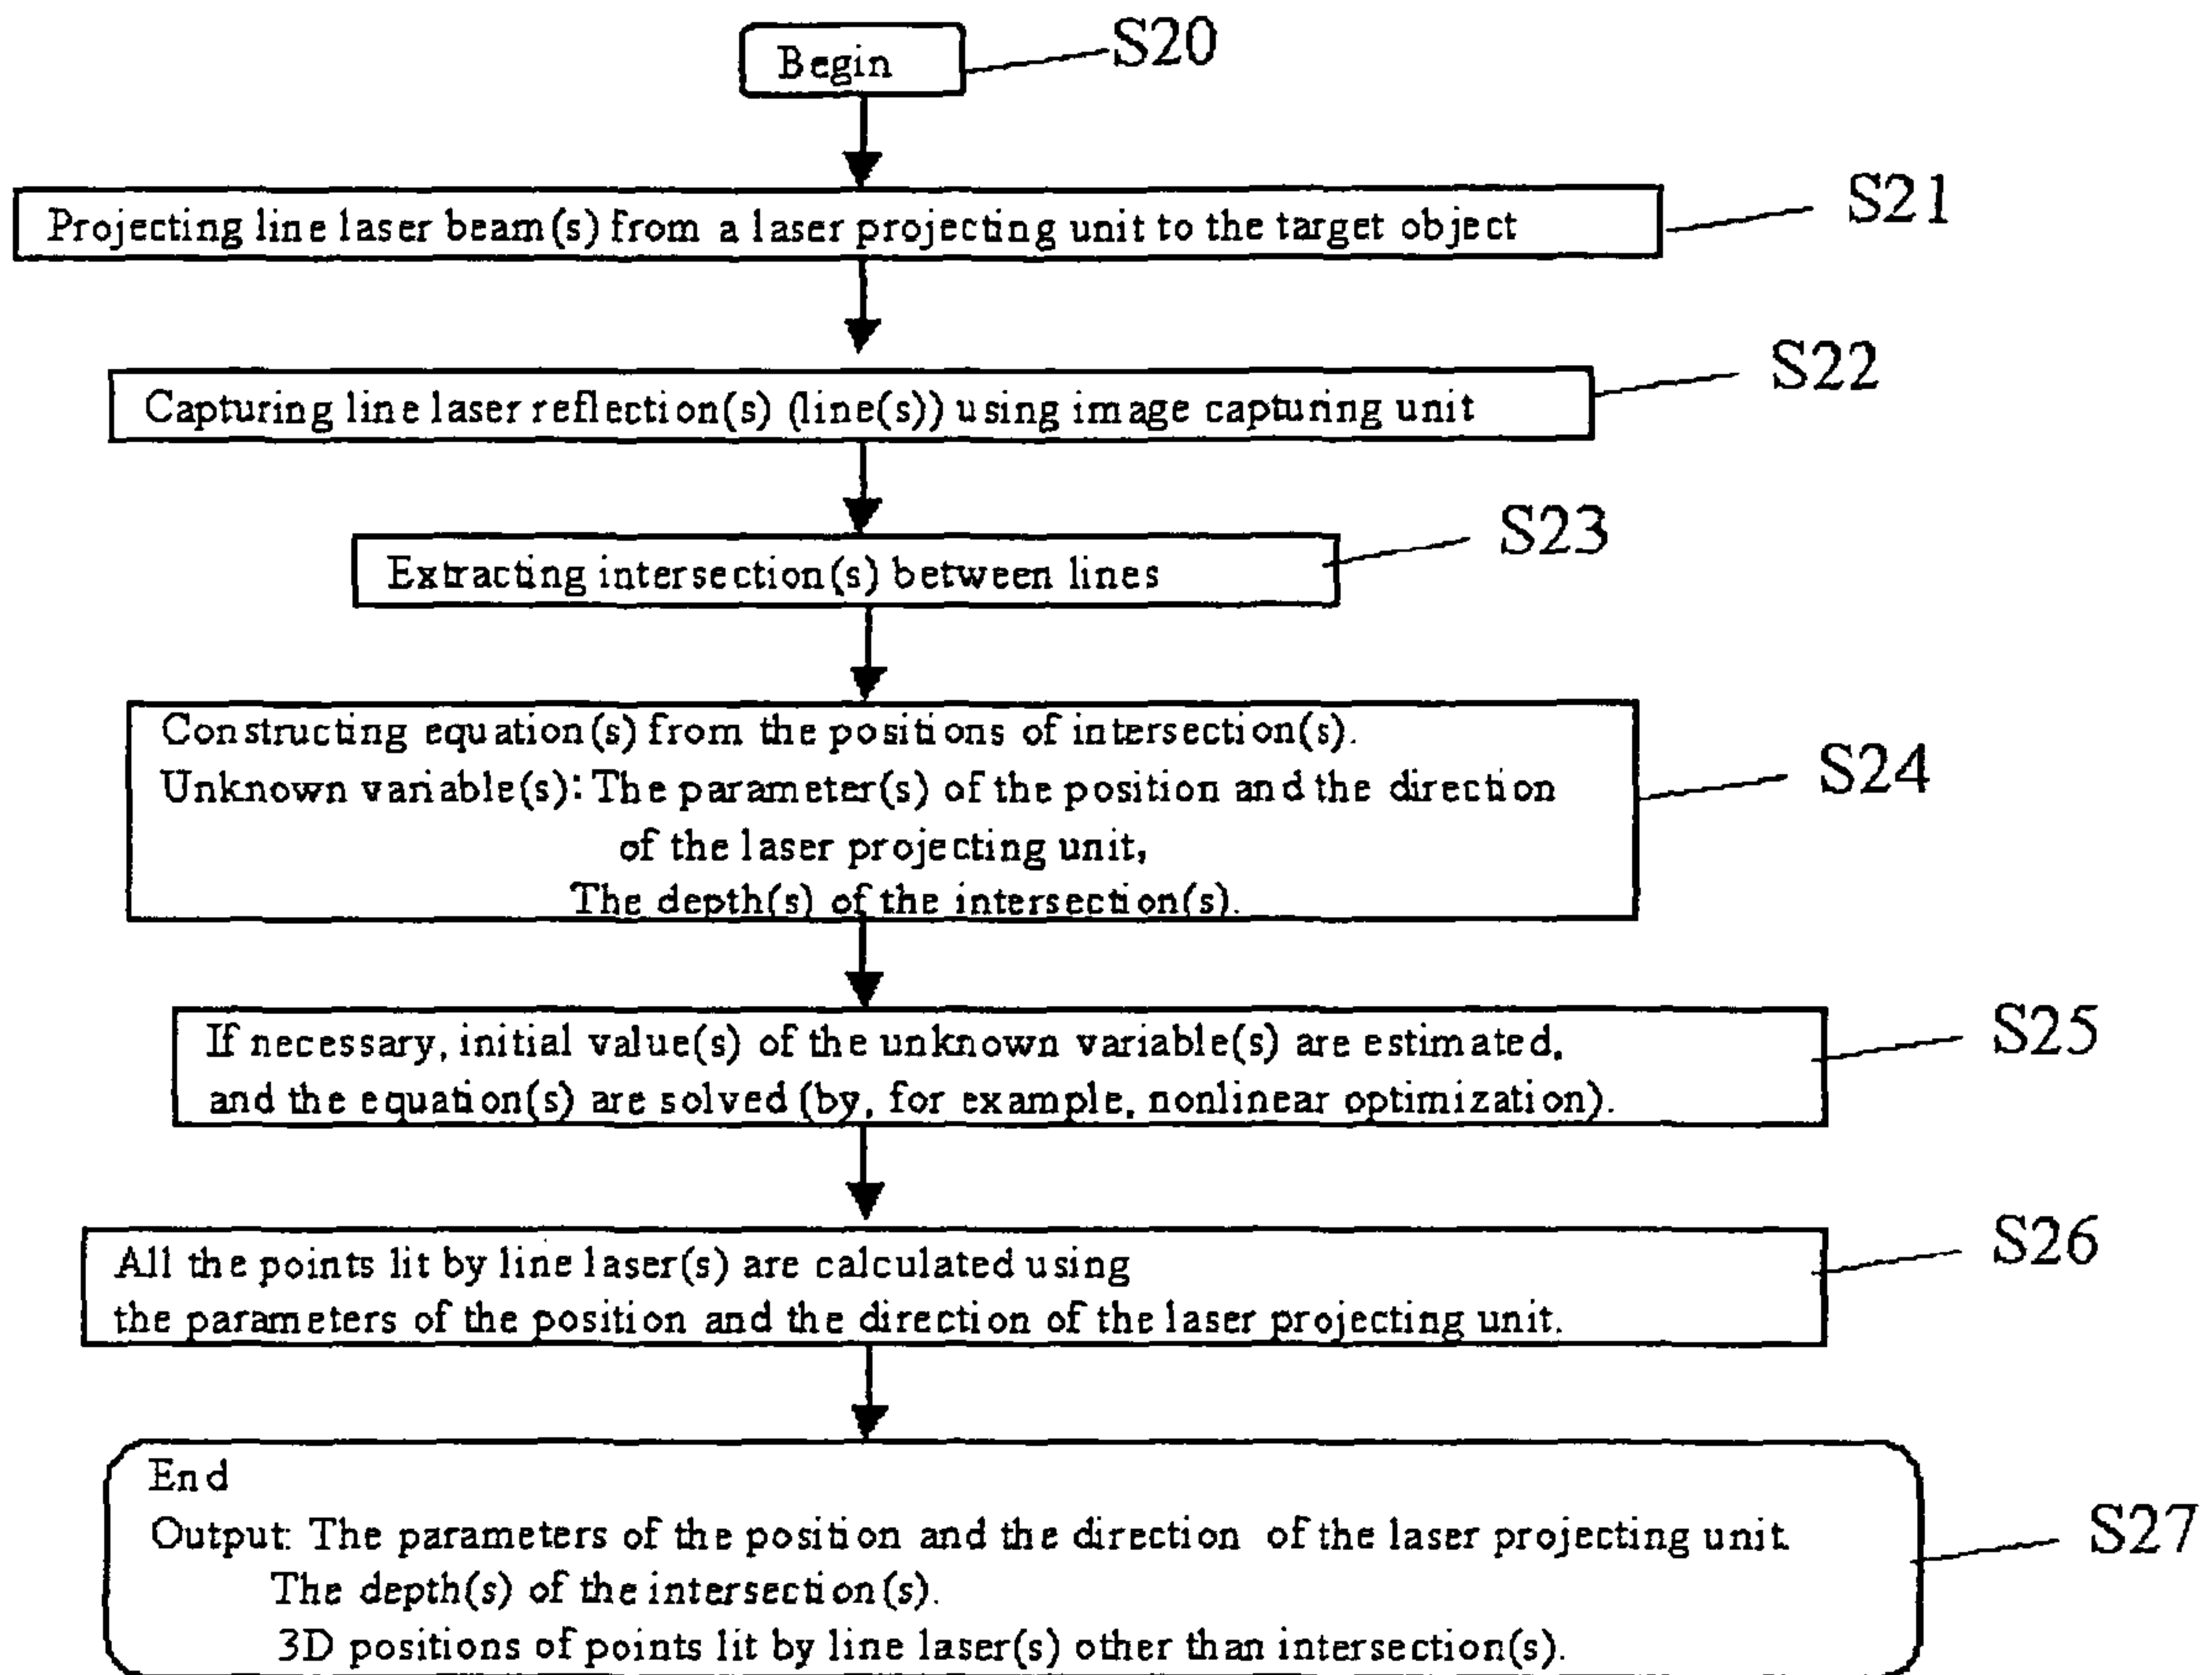 Begin
S20
Projecting line laser beam(s) from a laser projecting unit to the target object
S21
Capturing line laser reflection(s) (line(s)) using image capturing unit
S22
Extracting intersection(s) between lines
S23
Constructing equation(s) from the positions of intersection(s).
Unknown variable(s): The parameter(s) of the position and the direction
of the laser projecting unit,
The depth(s) of the intersection(s).
S24
If necessary, initial value(s) of the unknown variable(s) are estimated,
and the equation(s) are solved (by, for example, nonlinear optimization).
S25
All the points lit by line laser(s) are calculated using
the parameters of the position and the direction of the laser projecting unit.
S26
End
Output: The parameters of the position and the direction of the laser projecting unit
The depth(s) of the intersection(s).
3D positions of points lit by line laser(s) other than intersection(s).
S27